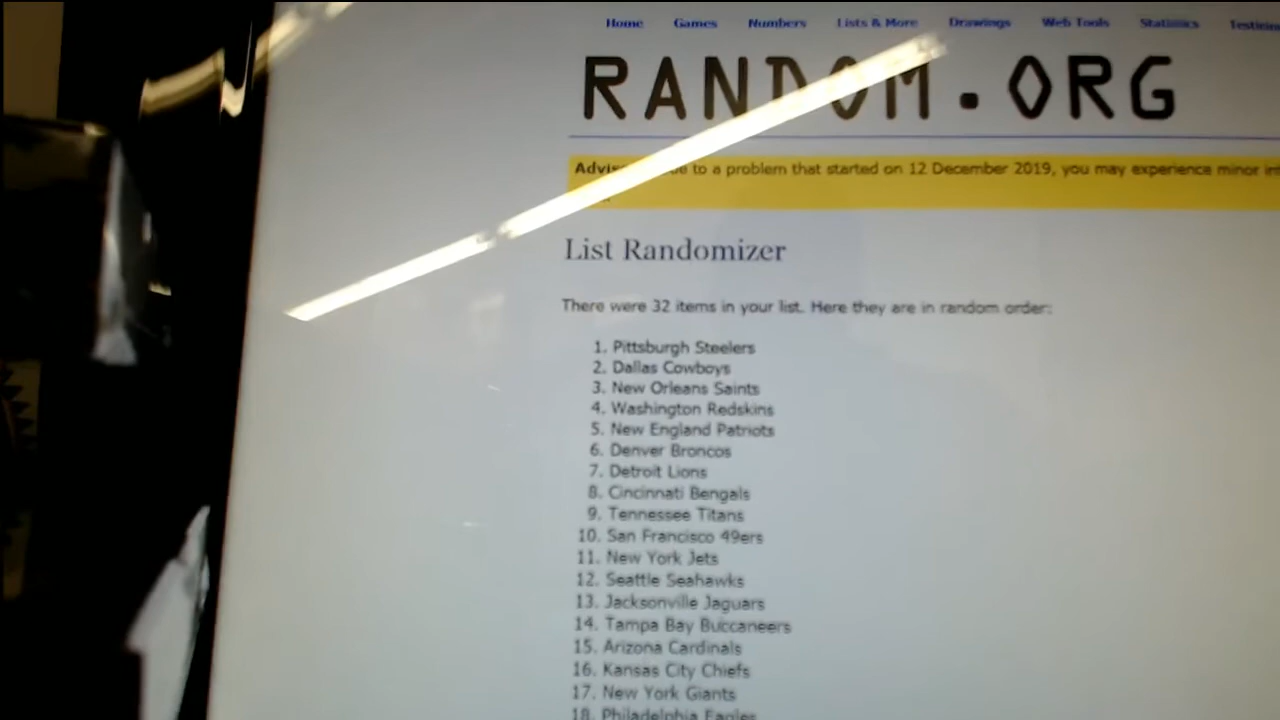 Home Games Numbers Lists & More Drawings Web Tools Statistics
RANDOM.ORG
to a problem that started on 12 December 2019, you may experience minor
List Randomizer
There were 32 items in your list. Here they are in random order:
1. Pittsburgh Steelers
2. Dallas Cowboys
3. New Orleans Saints
4. Washington Redskins
5. New England Patriots
6. Denver Broncos
7. Detroit Lions
8. Cincinnati Bengals
9. Tennessee Titans
10. San Francisco 49ers
11. New York Jets
12. Seattle Seahawks
13. Jacksonville Jaguars
14. Tampa Bay Buccaneers
15. Arizona Cardinals
16. Kansas City Chiefs
17. New York Giants
18. Philadelphia Eagles